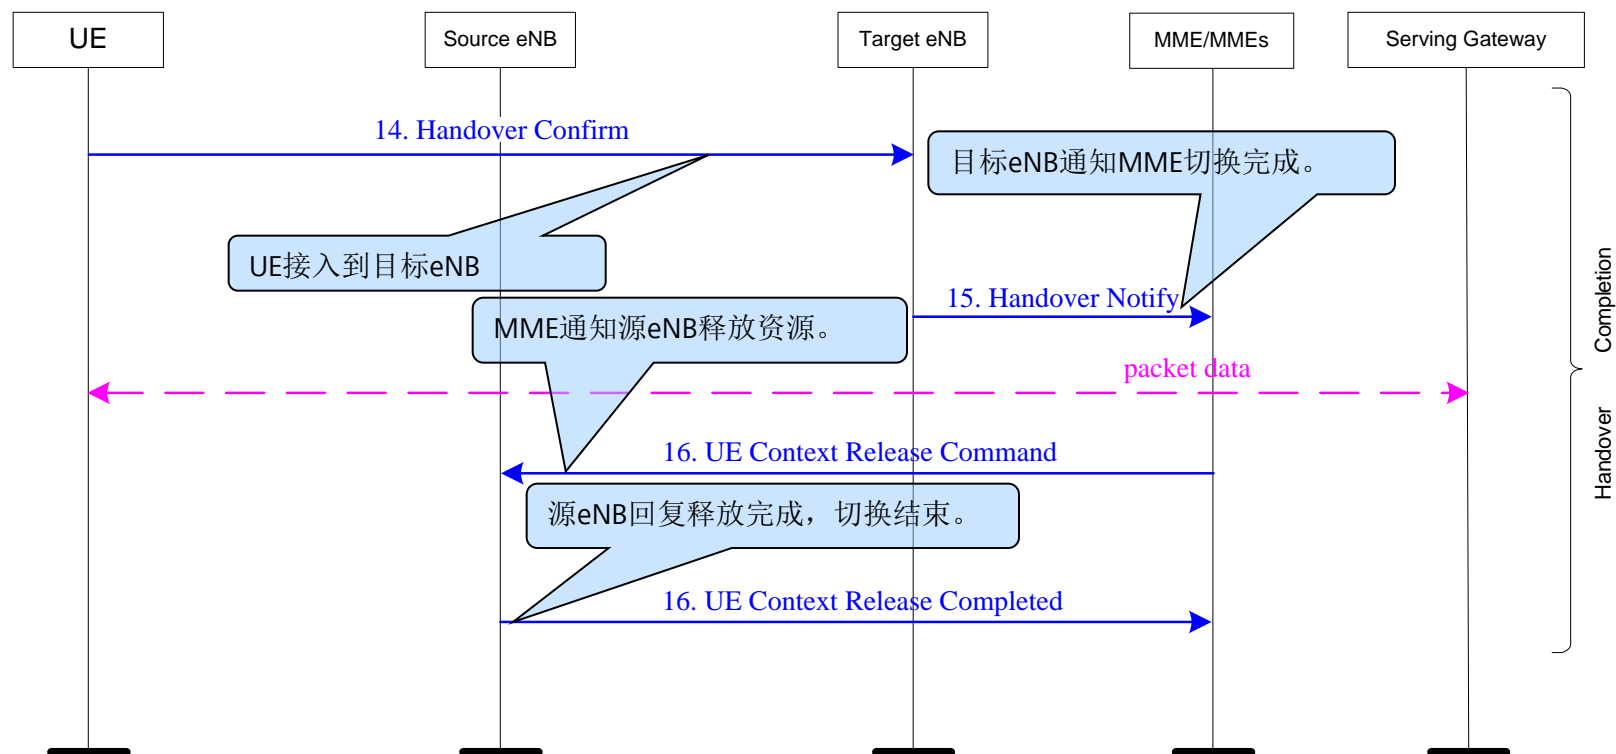 UE
Source eNB
Target eNB
MME/MMEs
Serving Gateway
14. Handover Confirm
目标eNB通知MME切换完成。
UE接入到目标eNB
15. Handover Notify
MME通知源eNB释放资源。
packet data
16. UE Context Release Command
源eNB回复释放完成，切换结束。
16. UE Context Release Completed
Handover Completion